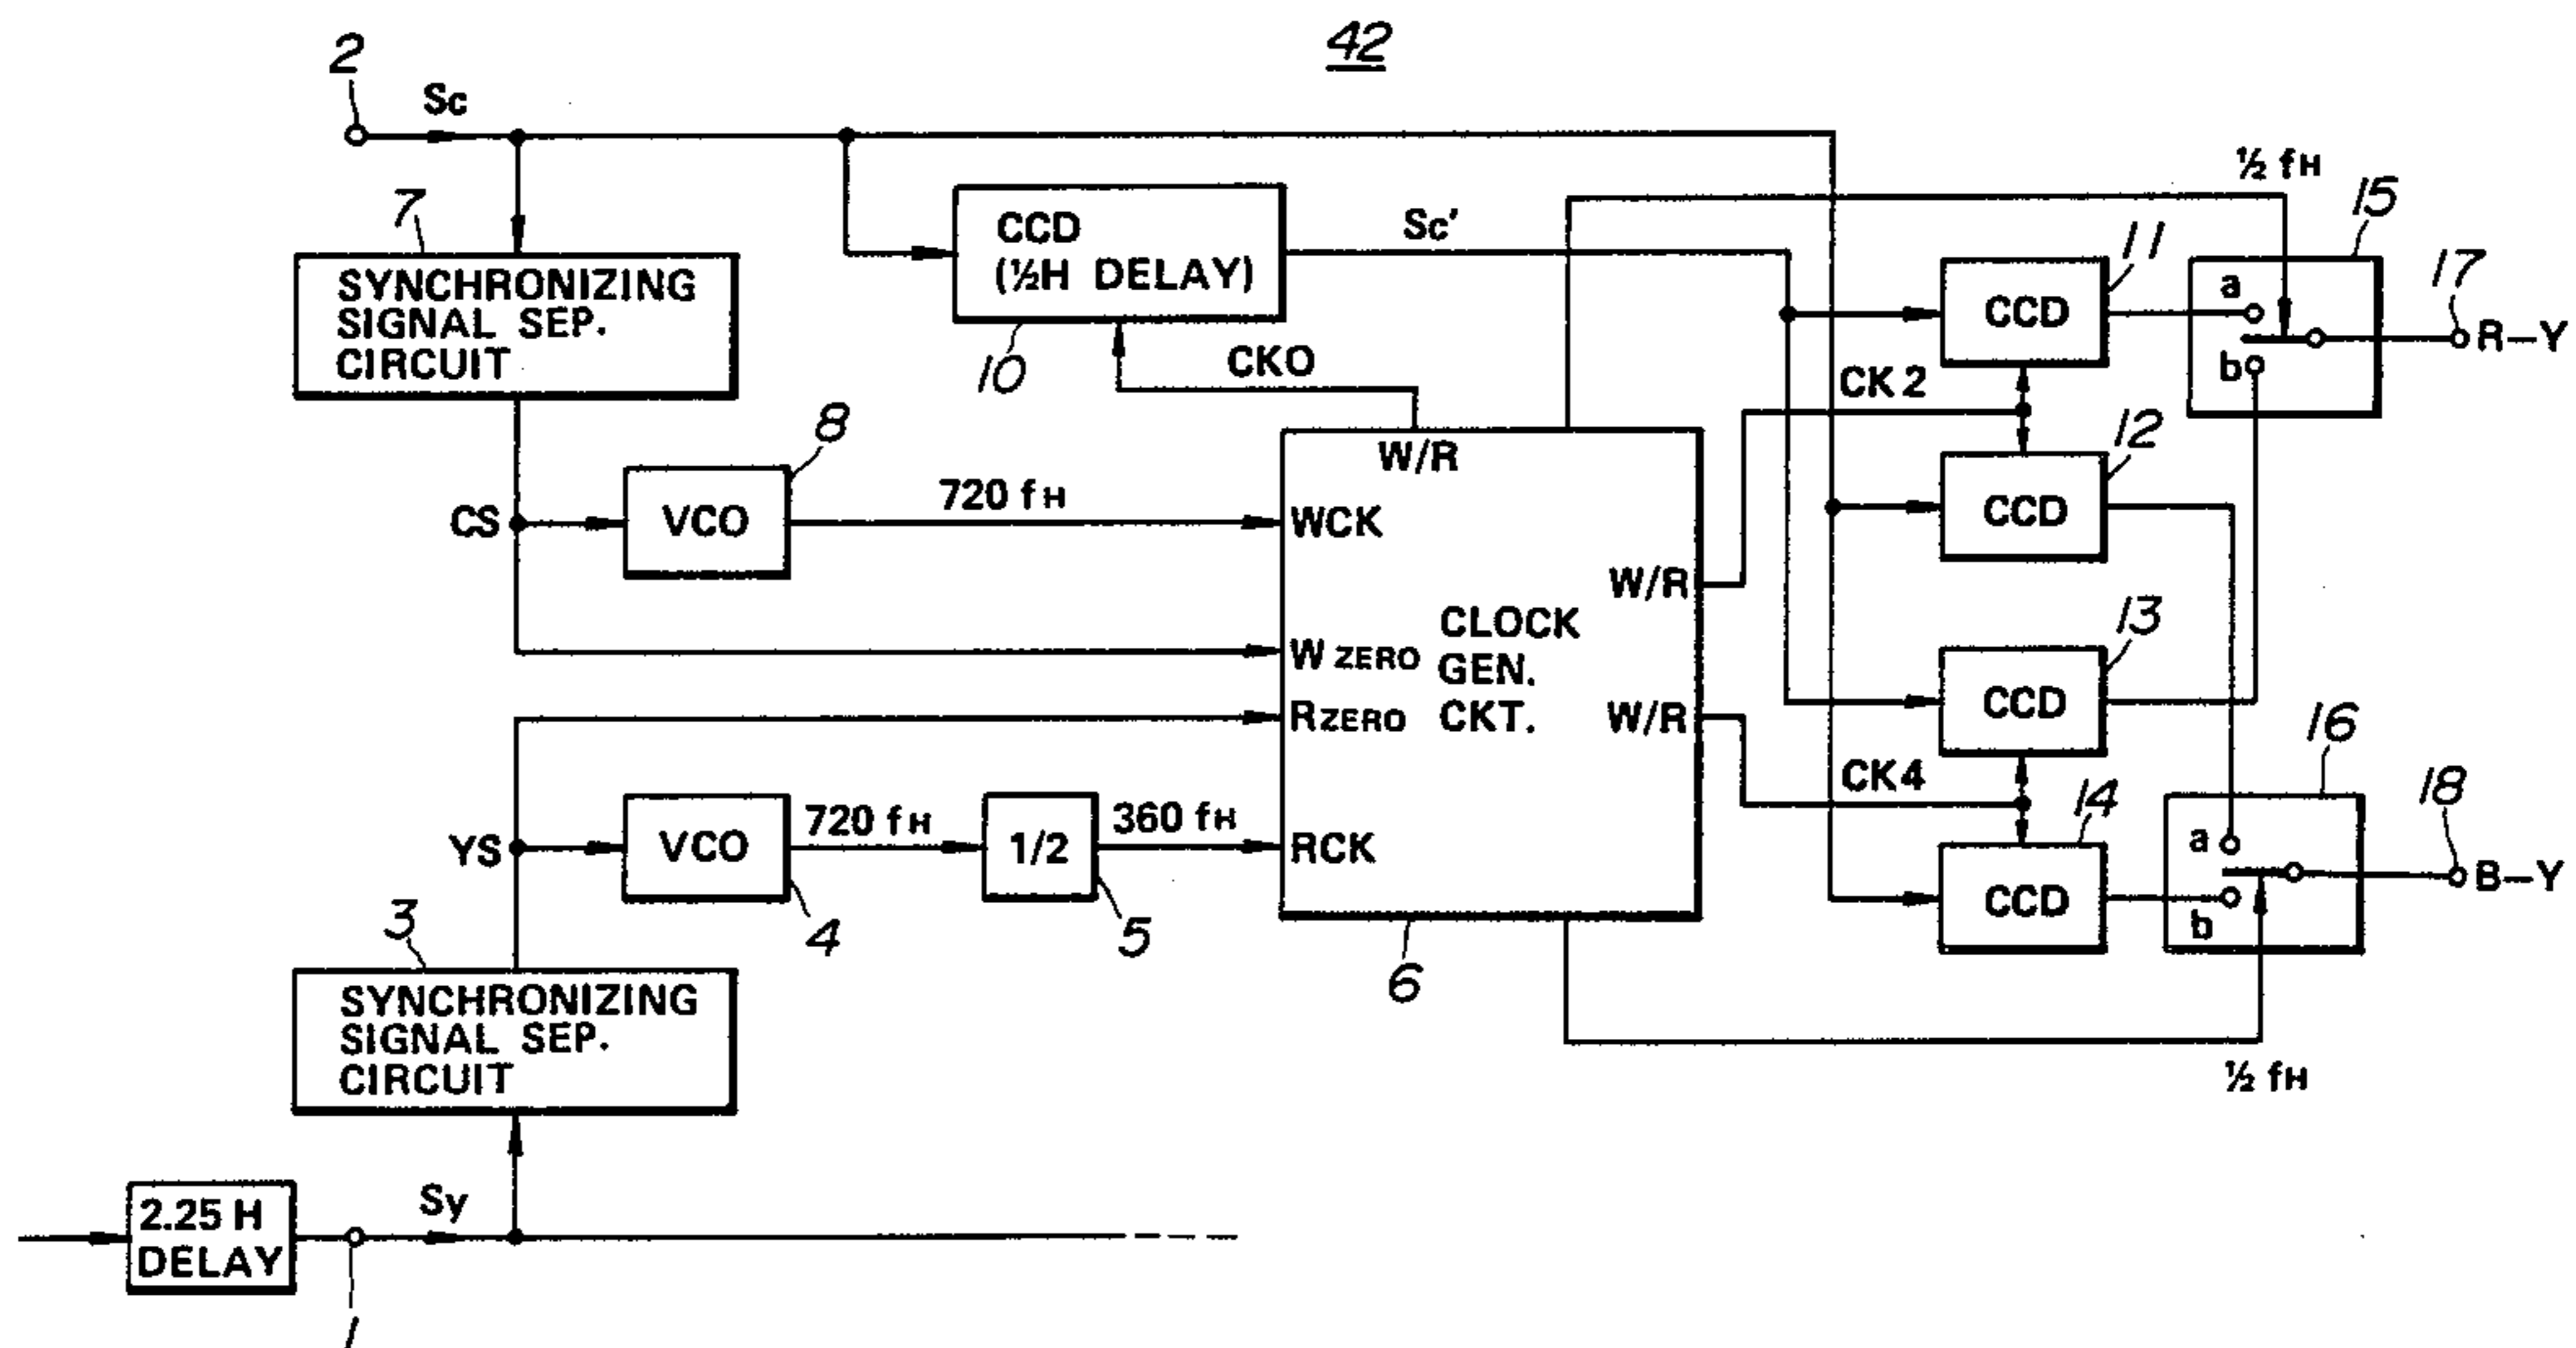 42
2
Sc
½ fH
15
7
CCD
(½H DELAY)
Sc'
11
a
17
SYNCHRONIZING
SIGNAL SEP.
CIRCUIT
CCD
R–Y
10
CK0
CK2
b
8
12
W/R
VCO
720 fH
CS
WCK
CCD
W/R
13
WZERO
CLOCK
GEN.
CKT.
RZERO
W/R
CCD
16
CK4
14
18
YS
VCO
720 fH
1/2
360 fH
RCK
a
B–Y
CCD
b
3
4
5
6
SYNCHRONIZING
SIGNAL SEP.
CIRCUIT
½ fH
2.25 H
DELAY
Sy
1